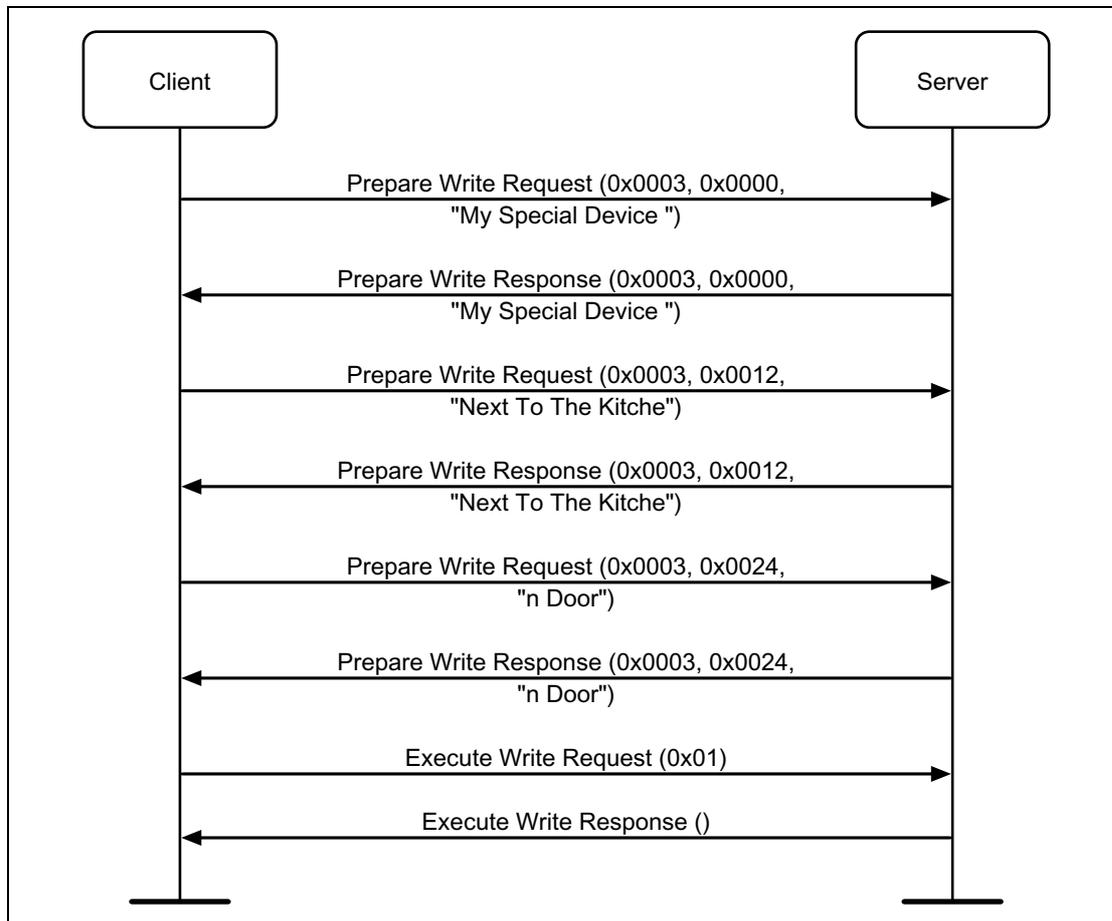 Client
Server
Prepare Write Request (0x0003, 0x0000,
"My Special Device ")
Prepare Write Response (0x0003, 0x0000,
"My Special Device ")
Prepare Write Request (0x0003, 0x0012,
"Next To The Kitche")
Prepare Write Response (0x0003, 0x0012,
"Next To The Kitche")
Prepare Write Request (0x0003, 0x0024,
"n Door")
Prepare Write Response (0x0003, 0x0024,
"n Door")
Execute Write Request (0x01)
Execute Write Response ()